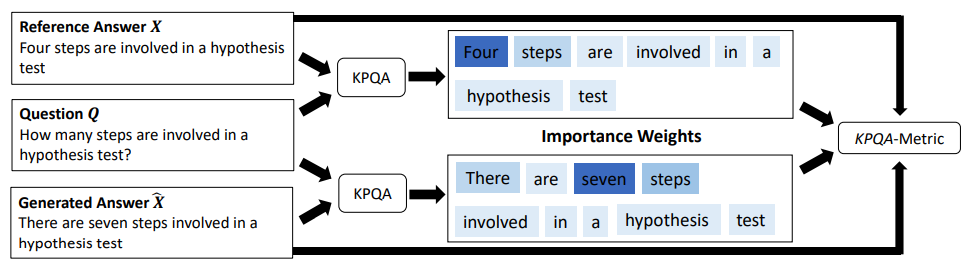 Reference Answer X
Four steps are involved in a hypothesis
test
Question Q
How many steps are involved in a
hypothesis test?
Generated Answer X̂
There are seven steps involved in a
hypothesis test
KPQA
KPQA
Four steps are involved in a
hypothesis test
Importance Weights
There are seven steps
involved in a hypothesis test
KPQA-Metric